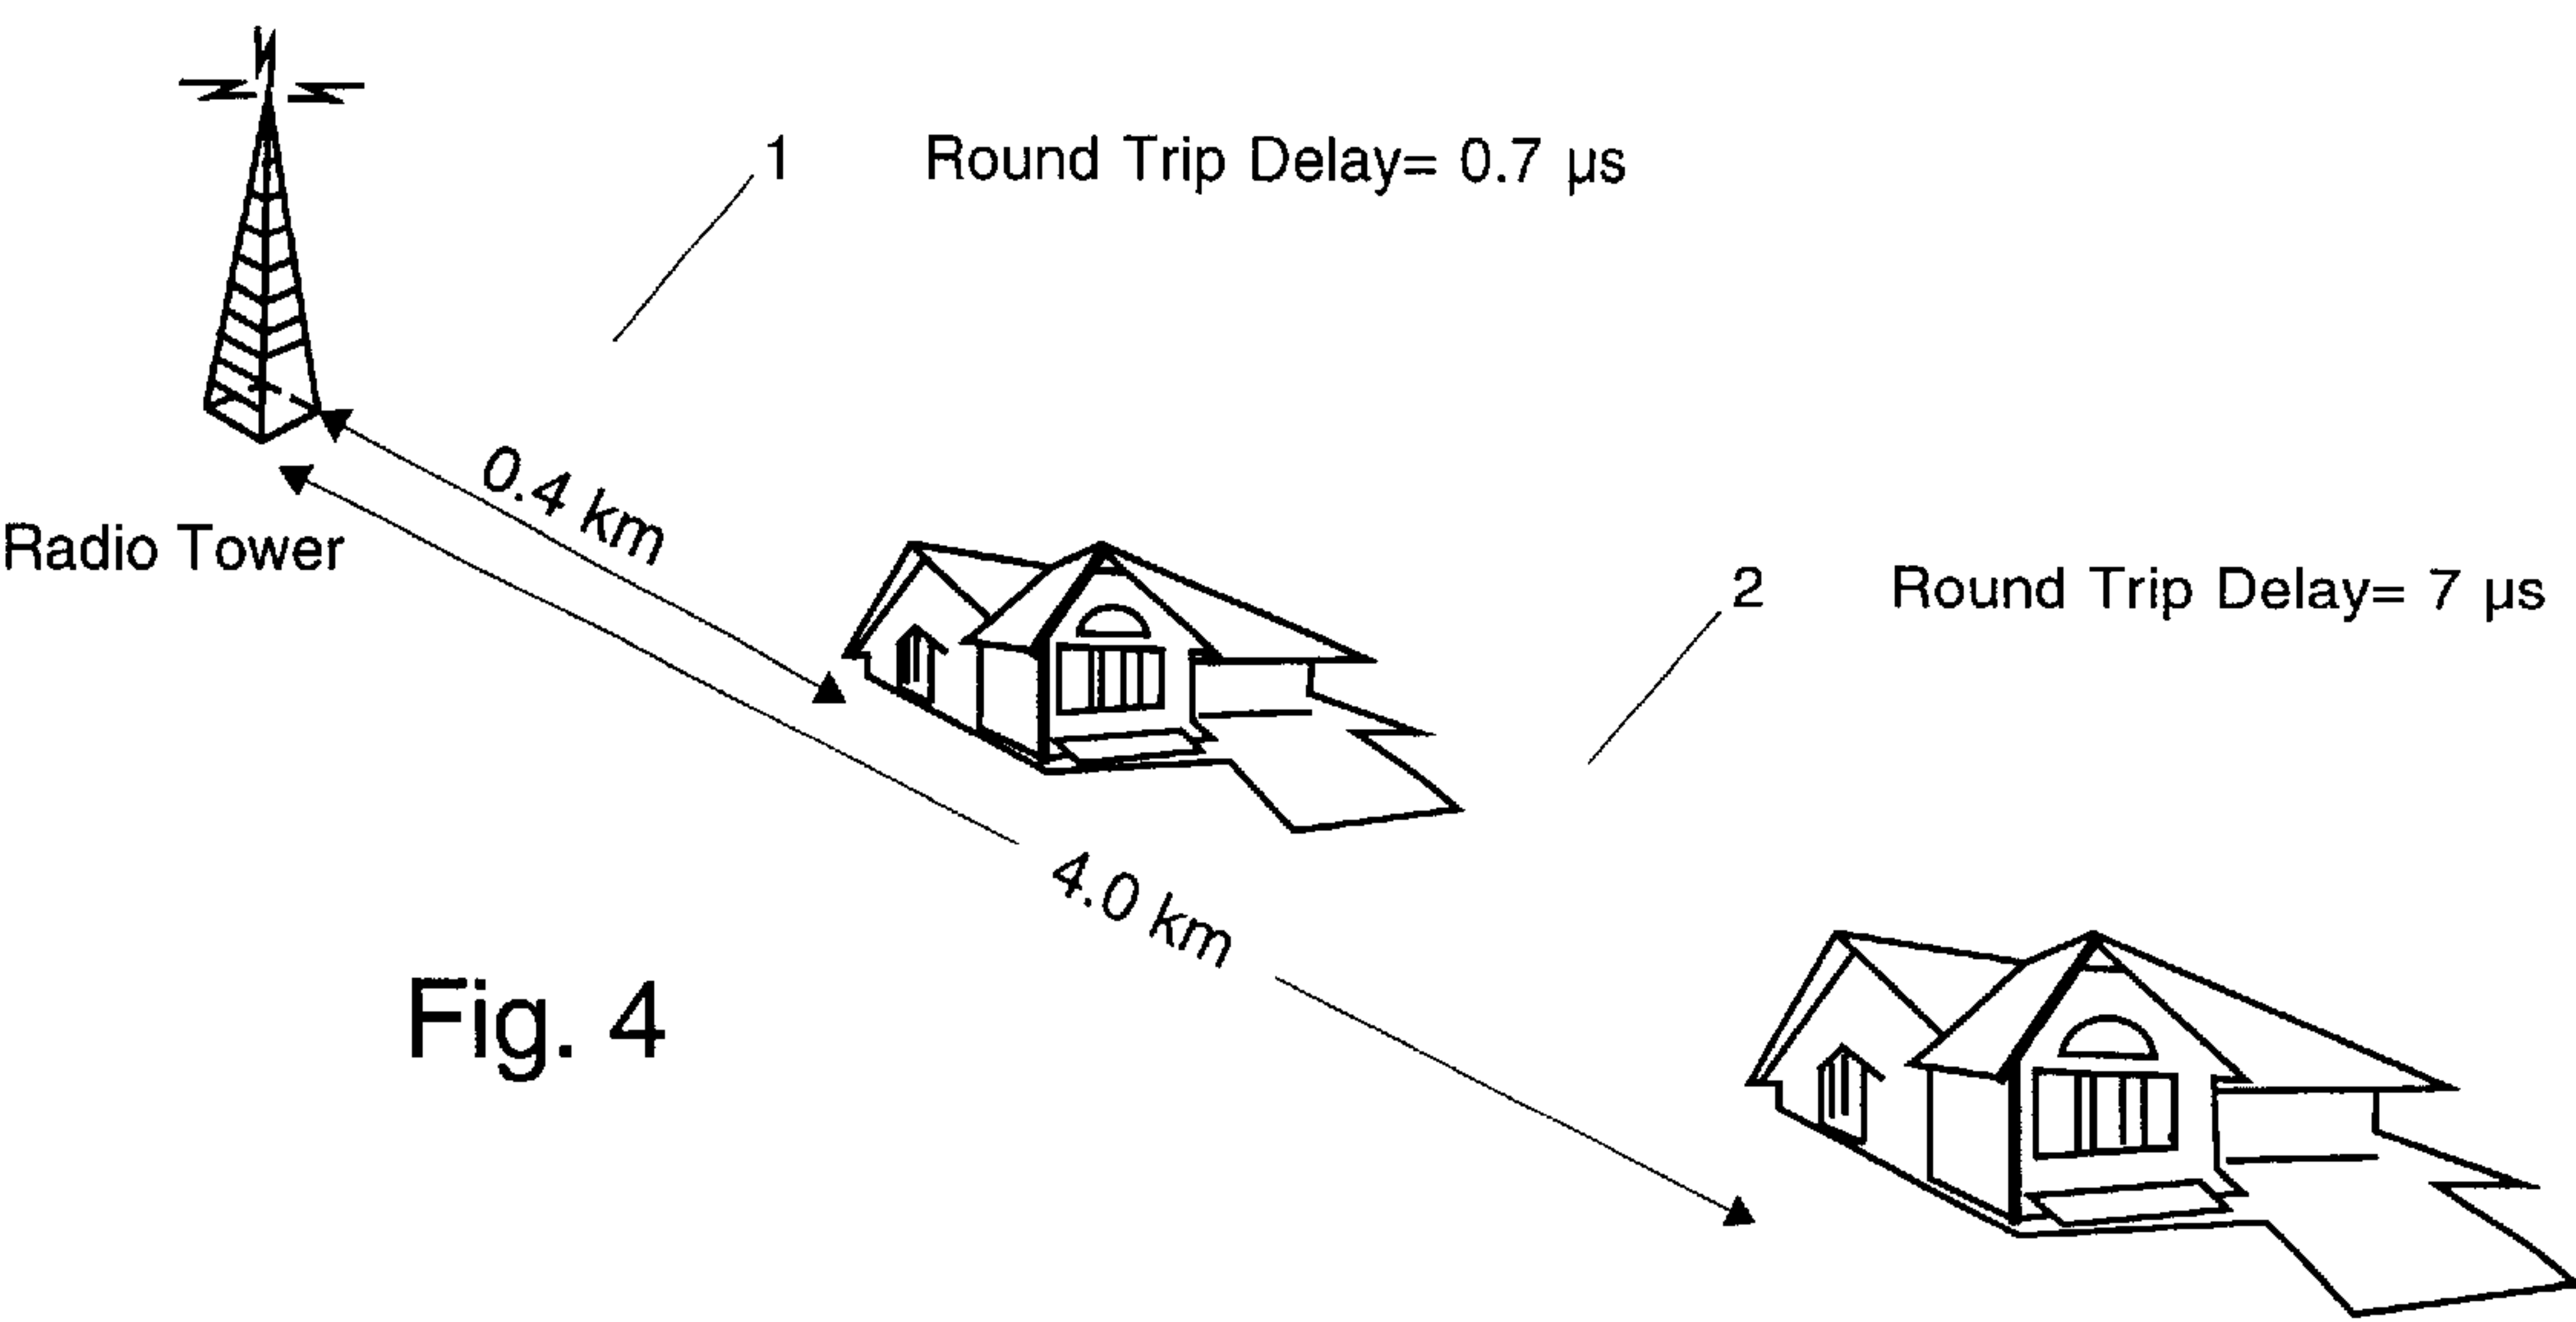 1 Round Trip Delay= 0.7 µs
0.4 km
Radio Tower
2 Round Trip Delay= 7 µs
4.0 km
Fig. 4